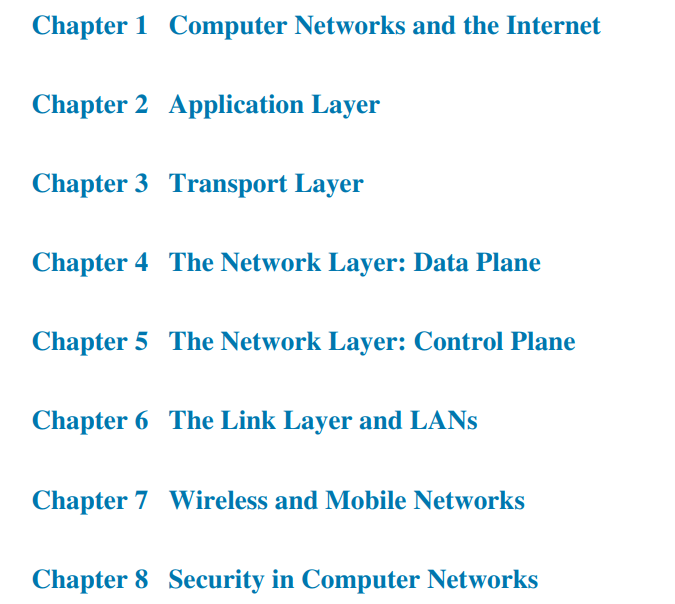 Chapter 1 Computer Networks and the Internet
Chapter 2 Application Layer
Chapter 3 Transport Layer
Chapter 4 The Network Layer: Data Plane
Chapter 5 The Network Layer: Control Plane
Chapter 6 The Link Layer and LANs
Chapter 7 Wireless and Mobile Networks
Chapter 8 Security in Computer Networks